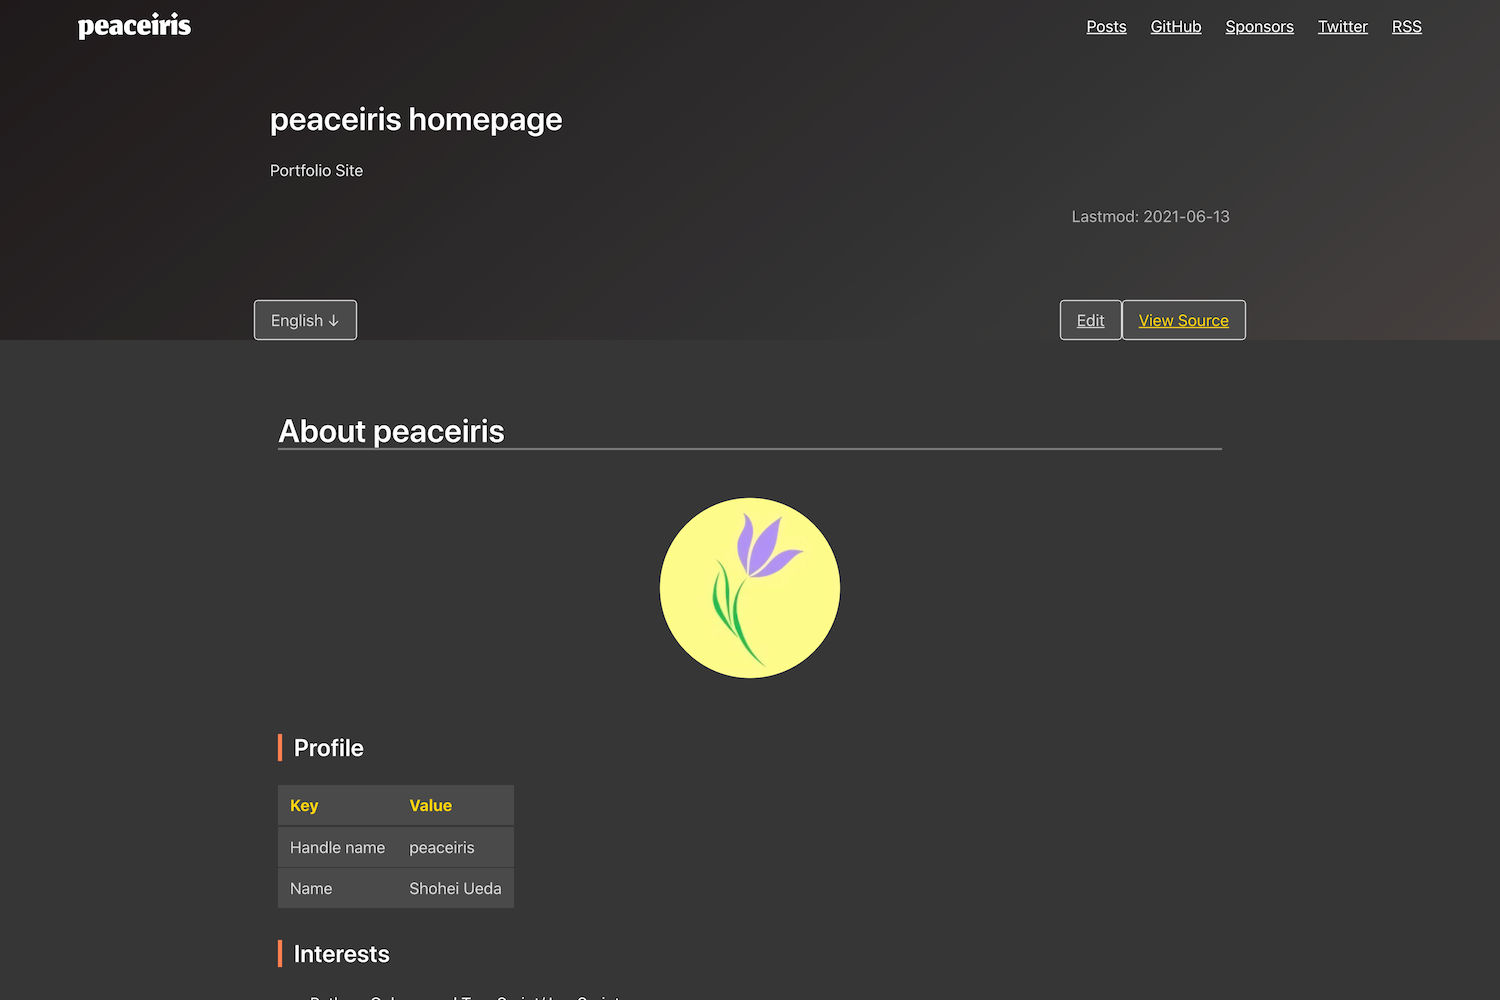 peaceiris
Posts GitHub Sponsors Twitter RSS
peaceiris homepage
Portfolio Site
Lastmod: 2021-06-13
English ↓
Edit View Source
About peaceiris
Profile
Key Value
Handle name peaceiris
Name Shohei Ueda
Interests